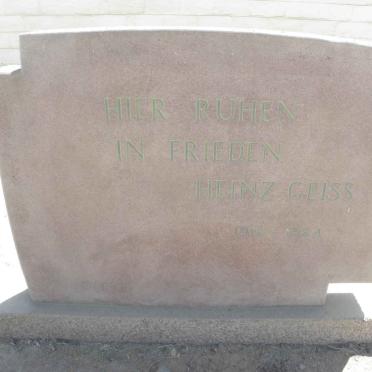 HIER RUHEN
IN FRIEDEN
HEINZ GEISS